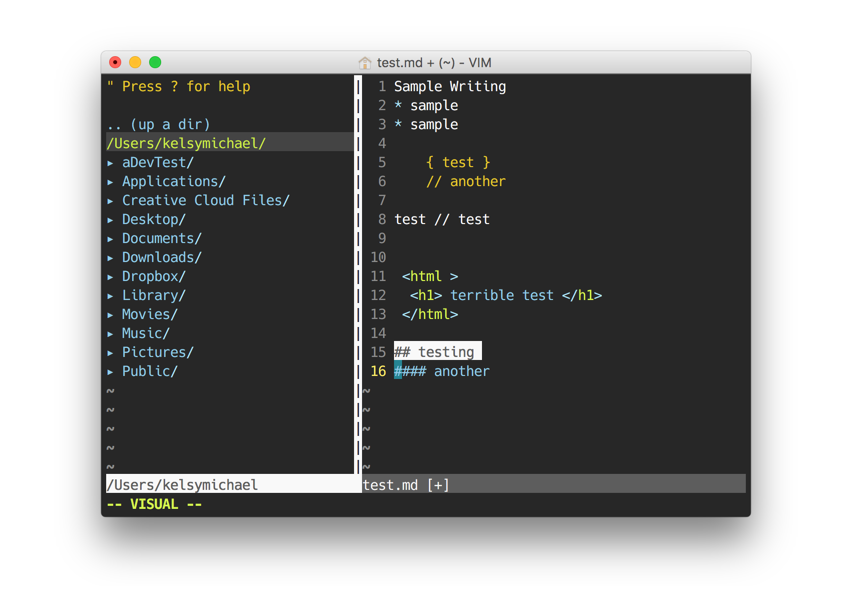 test.md + (~) - VIM
" Press ? for help
.. (up a dir)
/Users/kelsymichael/
▸ aDevTest/
▸ Applications/
▸ Creative Cloud Files/
▸ Desktop/
▸ Documents/
▸ Downloads/
▸ Dropbox/
▸ Library/
▸ Movies/
▸ Music/
▸ Pictures/
▸ Public/
~
~
~
~
~
/Users/kelsymichael
1 Sample Writing
2 * sample
3 * sample
4
5     { test }
6     // another
7
8 test // test
9
10
11  <html >
12   <h1> terrible test </h1>
13  </html>
14
15 ## testing
16 #### another
~
~
~
~
~
test.md [+]
-- VISUAL --